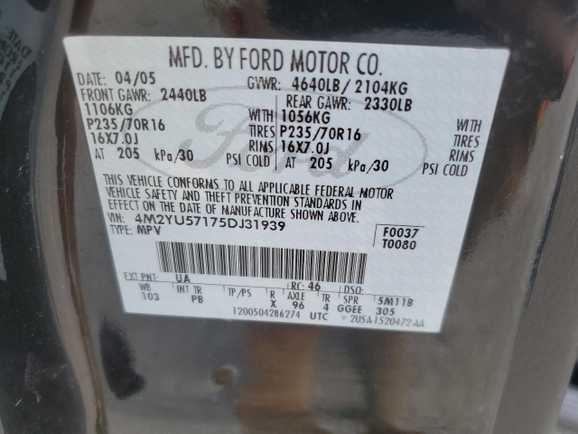 MFD. BY FORD MOTOR CO.
DATE: 04/05 GVWR: 4640LB/ 2104KG
FRONT GAWR: 2440LB REAR GAWR: 2330LB
1106KG WITH 1056KG WITH
P235/70R16 TIRES P235/70R16 TIRES
16X7.0J RIMS 16X7.0J RIMS
AT 205 kPa/30 PSI COLD AT 205 kPa/30 PSI COLD
Ford
THIS VEHICLE CONFORMS TO ALL APPLICABLE FEDERAL MOTOR
VEHICLE SAFETY AND THEFT PREVENTION STANDARDS IN
EFFECT ON THE DATE OF MANUFACTURE SHOWN ABOVE.
VIN: 4M2YU57175DJ31939 F0037
TYPE: MPV T0080
EXT PNT: UA RC: 46
WB INT TR TP/PS R AXLE TR SPR 5M11B
103 PB X 96 4 GGEE 305
1200504286274 UTC